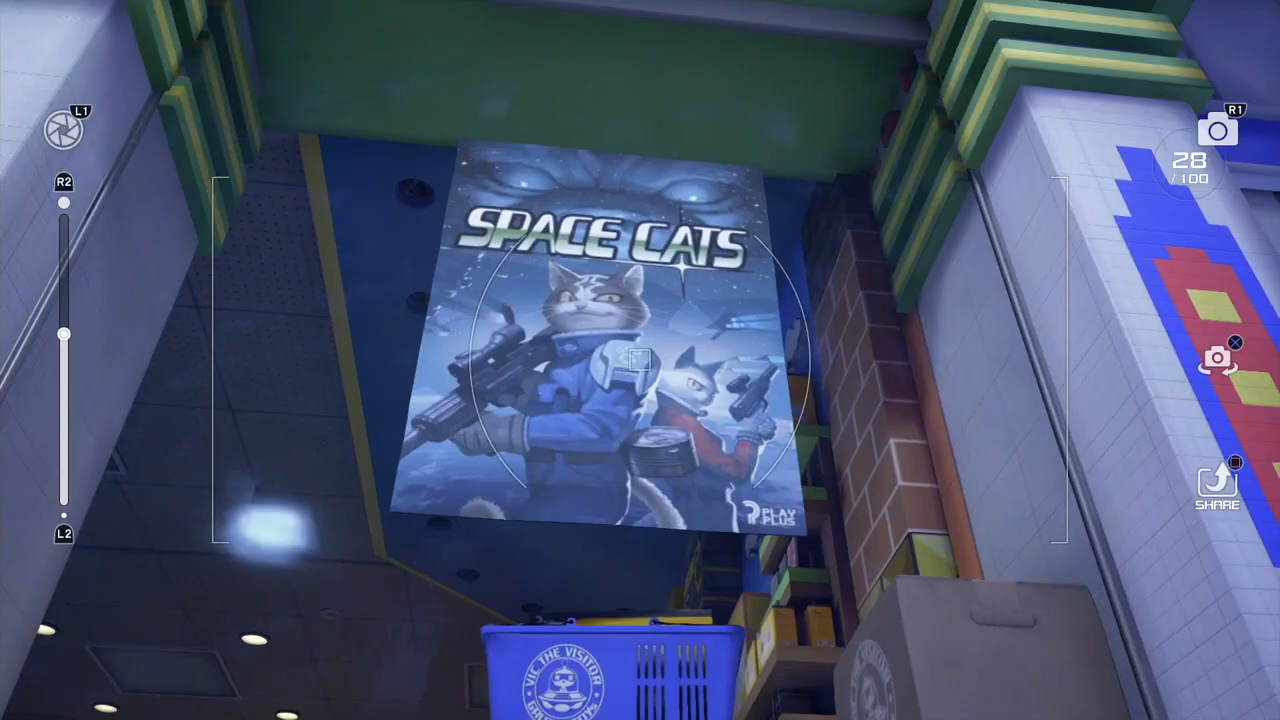 L1
R1
28
/ 100
R2
SPACE CATS
SHARE
PLAY
PLUS
L2
VIC THE VISITOR